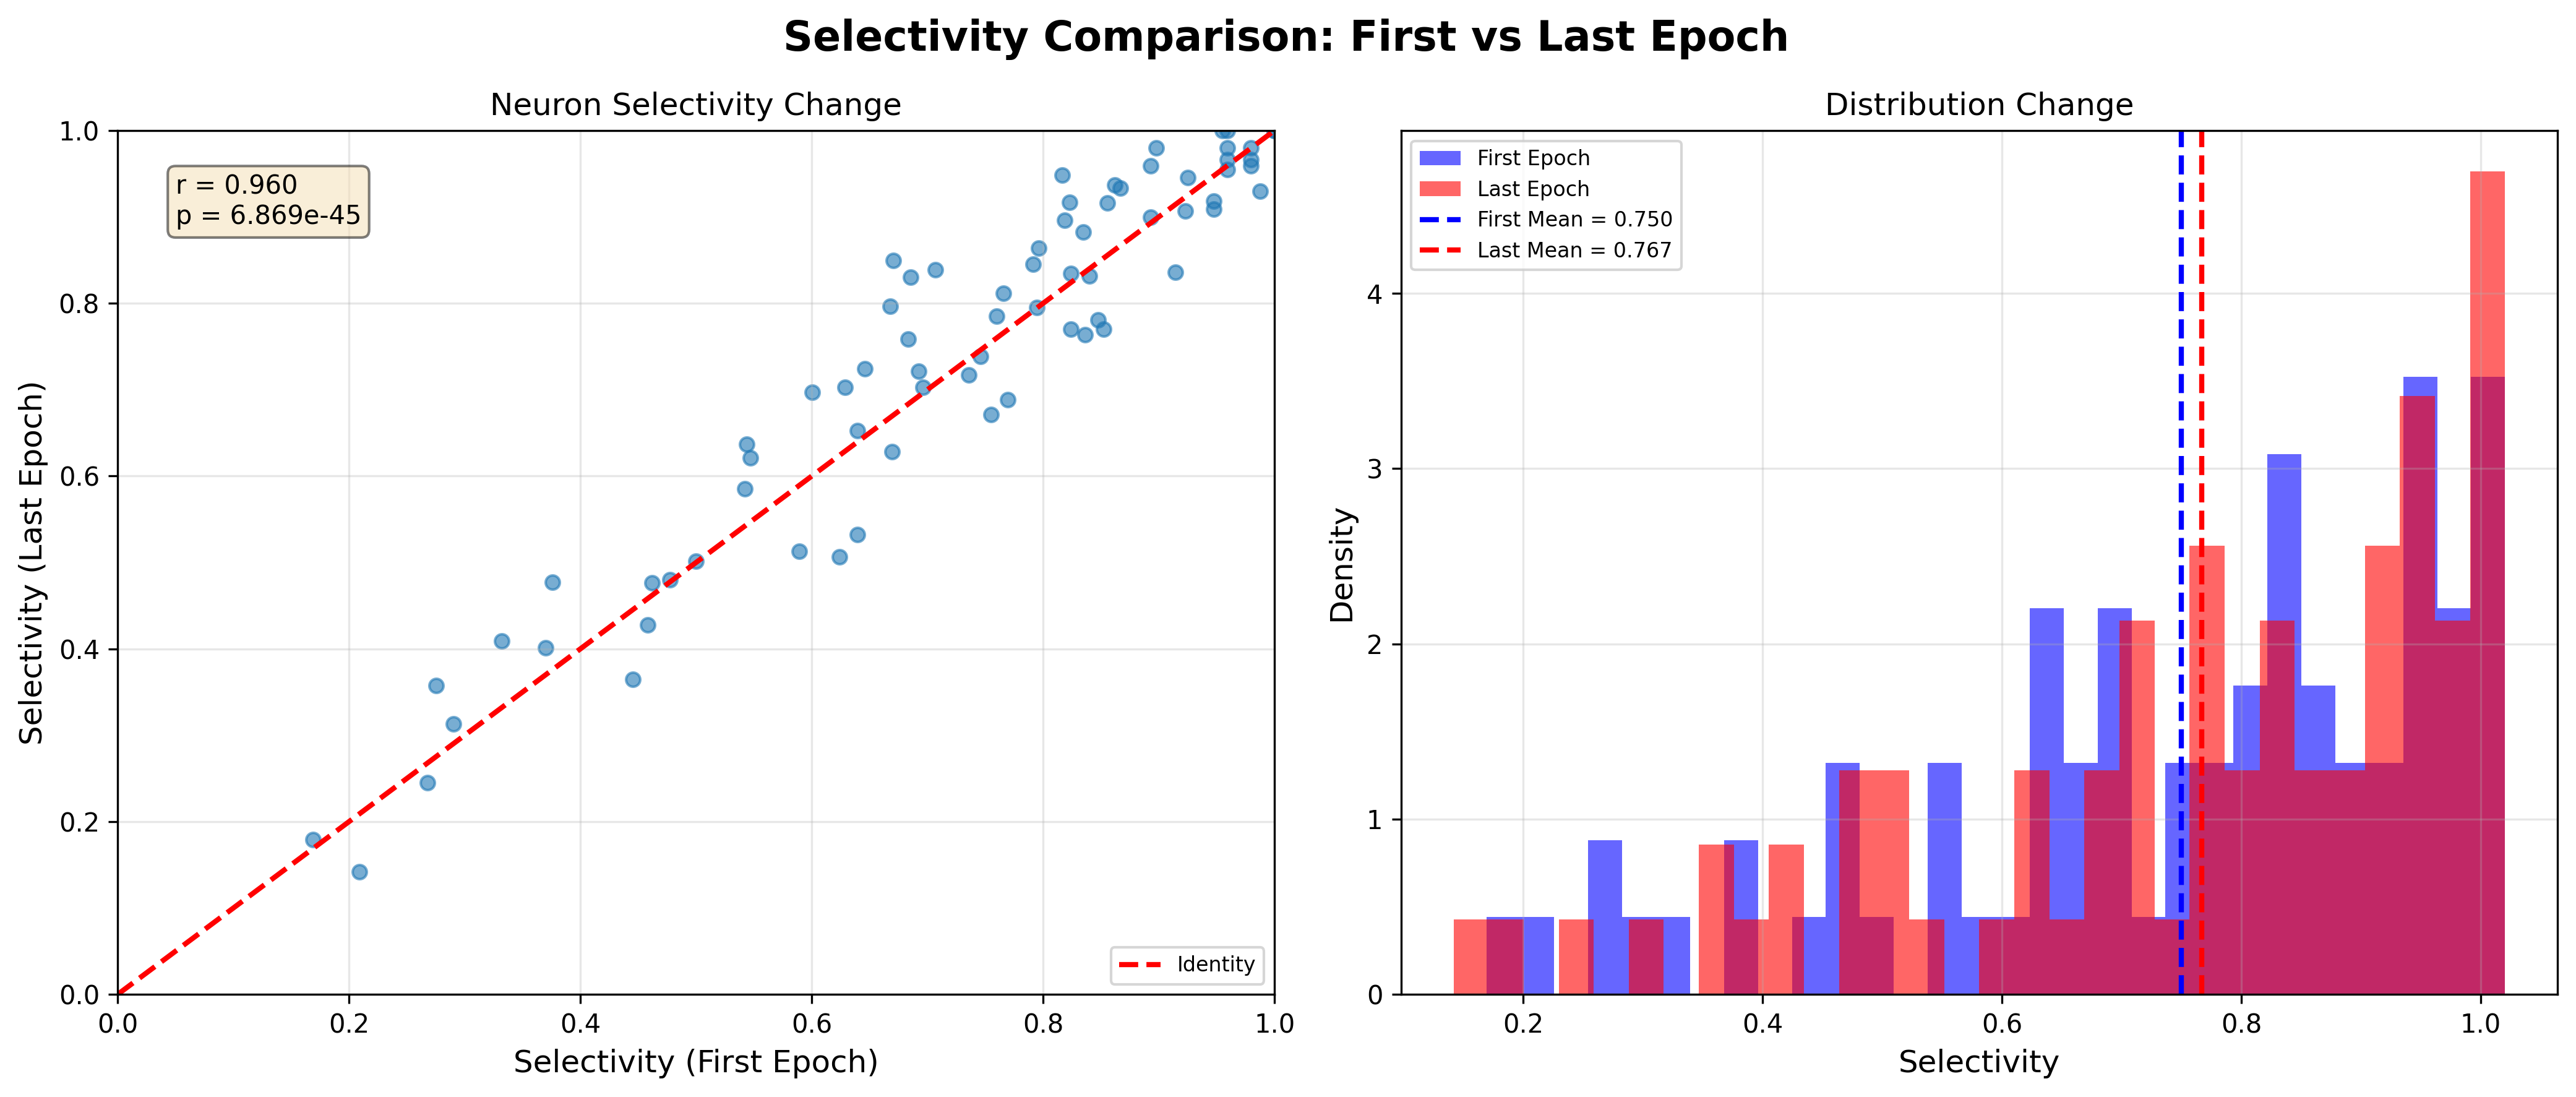 Selectivity Comparison: First vs Last Epoch
Neuron Selectivity Change
r = 0.960
p = 6.869e-45
Selectivity (Last Epoch)
1.0
0.8
0.6
0.4
0.2
0.0
0.0 0.2 0.4 0.6 0.8 1.0
Selectivity (First Epoch)
Identity
Distribution Change
First Epoch
Last Epoch
First Mean = 0.750
Last Mean = 0.767
Density
4
3
2
1
0
0.2 0.4 0.6 0.8 1.0
Selectivity